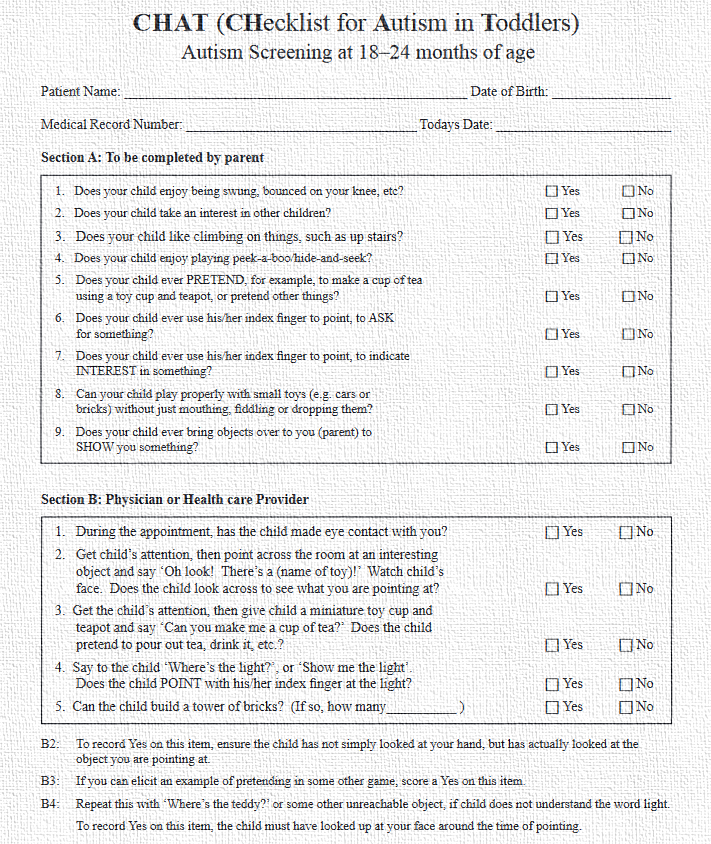 CHAT (CHecklist for Autism in Toddlers)
Autism Screening at 18–24 months of age
Patient Name: ______________________ Date of Birth: ______________
Medical Record Number: ______________________ Todays Date: ______________
Section A: To be completed by parent
1. Does your child enjoy being swung, bounced on your knee, etc? Yes No
2. Does your child take an interest in other children? Yes No
3. Does your child like climbing on things, such as up stairs? Yes No
4. Does your child enjoy playing peek-a-boo/hide-and-seek? Yes No
5. Does your child ever PRETEND, for example, to make a cup of tea
using a toy cup and teapot, or pretend other things? Yes No
6. Does your child ever use his/her index finger to point, to ASK
for something? Yes No
7. Does your child ever use his/her index finger to point, to indicate
INTEREST in something? Yes No
8. Can your child play properly with small toys (e.g. cars or
bricks) without just mouthing, fiddling or dropping them? Yes No
9. Does your child ever bring objects over to you (parent) to
SHOW you something? Yes No
Section B: Physician or Health care Provider
1. During the appointment, has the child made eye contact with you? Yes No
2. Get child's attention, then point across the room at an interesting
object and say 'Oh look! There's a (name of toy)!' Watch child's
face. Does the child look across to see what you are pointing at? Yes No
3. Get the child's attention, then give child a miniature toy cup and
teapot and say 'Can you make me a cup of tea?' Does the child
pretend to pour out tea, drink it, etc.? Yes No
4. Say to the child 'Where's the light?', or 'Show me the light'.
Does the child POINT with his/her index finger at the light? Yes No
5. Can the child build a tower of bricks? (If so, how many__________ ) Yes No
B2: To record Yes on this item, ensure the child has not simply looked at your hand, but has actually looked at the
object you are pointing at.
B3: If you can elicit an example of pretending in some other game, score a Yes on this item.
B4: Repeat this with 'Where's the teddy?' or some other unreachable object, if child does not understand the word light.
To record Yes on this item, the child must have looked up at your face around the time of pointing.